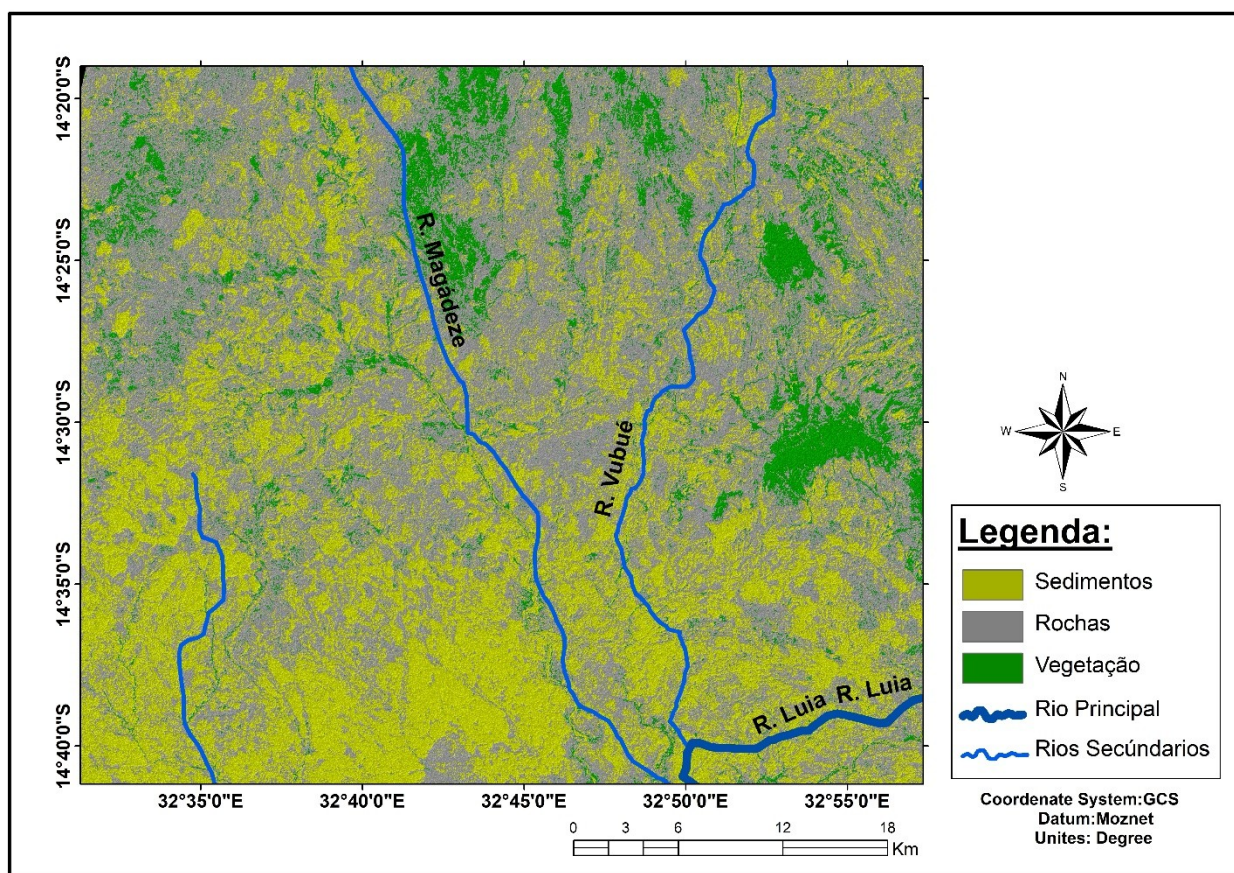 14°20'0"S
14°25'0"S
14°30'0"S
14°35'0"S
14°40'0"S
R. Magádeze
R. Vubué
R. Luia R. Luia
32°35'0"E 32°40'0"E 32°45'0"E 32°50'0"E 32°55'0"E
0 3 6 12 18
Km
N
W E
S
Legenda:
Sedimentos
Rochas
Vegetação
Rio Principal
Rios Secúndarios
Coordenate System:GCS
Datum:Moznet
Unites: Degree